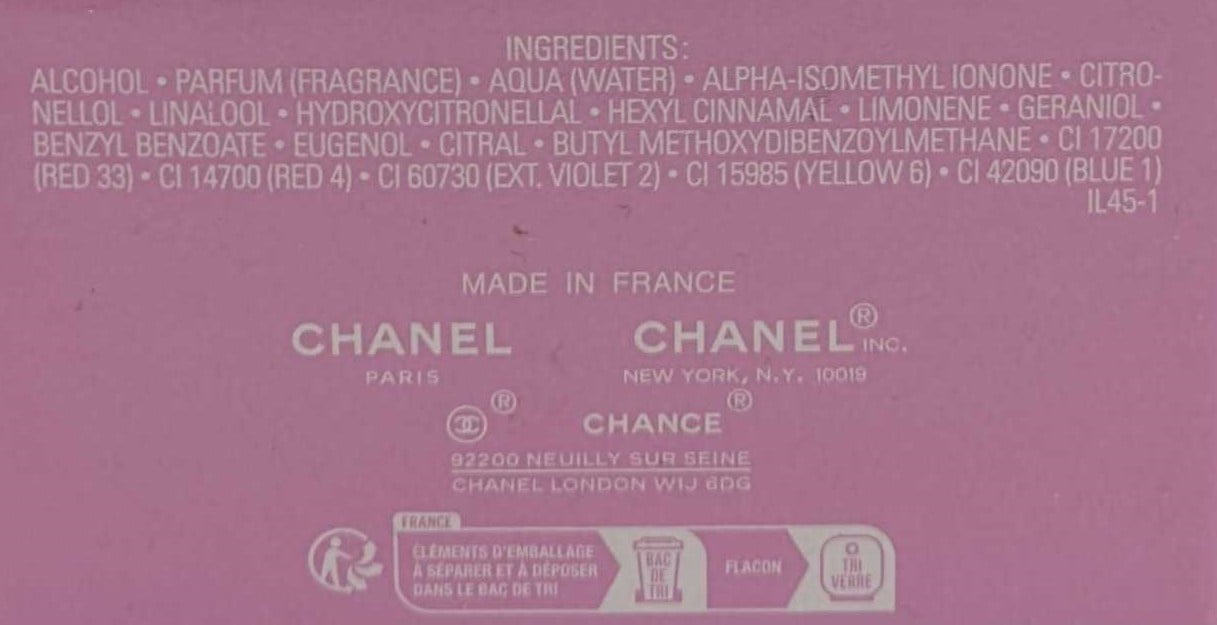 INGREDIENTS:
ALCOHOL • PARFUM (FRAGRANCE) • AQUA (WATER) • ALPHA-ISOMETHYL IONONE • CITRO-
NELLOL • LINALOOL • HYDROXYCITRONELLAL • HEXYL CINNAMAL • LIMONENE • GERANIOL •
BENZYL BENZOATE • EUGENOL • CITRAL • BUTYL METHOXYDIBENZOYLMETHANE • CI 17200
(RED 33) • CI 14700 (RED 4) • CI 60730 (EXT. VIOLET 2) • CI 15985 (YELLOW 6) • CI 42090 (BLUE 1)
IL45-1
MADE IN FRANCE
CHANEL CHANEL® INC.
PARIS NEW YORK, N.Y. 10019
® CHANCE®
92200 NEUILLY SUR SEINE
CHANEL LONDON W1J 6DG
FRANCE
ÉLÉMENTS D'EMBALLAGE
À SÉPARER ET À DÉPOSER
DANS LE BAC DE TRI
BAC
DE
TRI
FLACON
TRI
VERRE